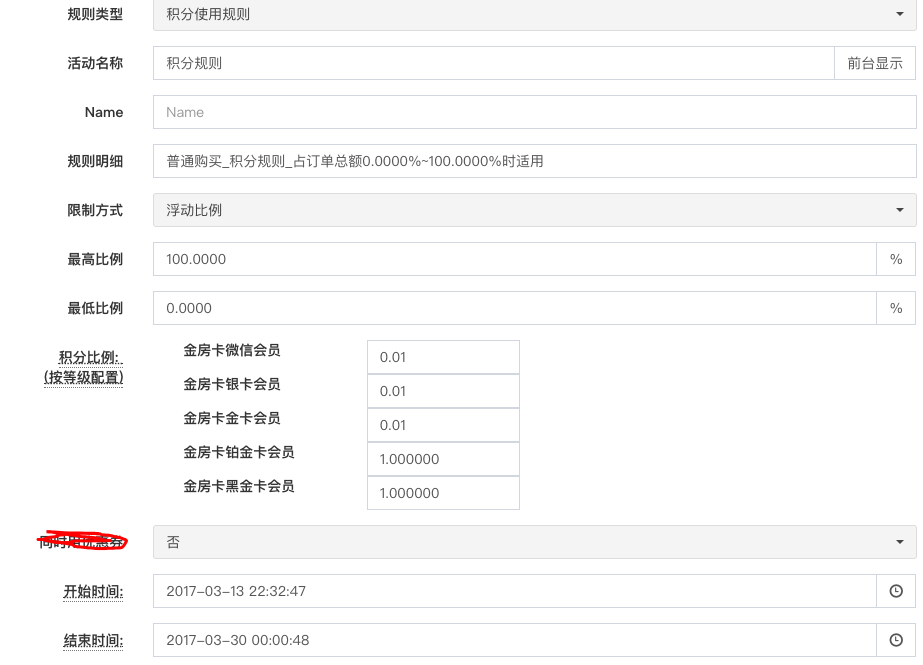 规则类型 积分使用规则
活动名称 积分规则 前台显示
Name Name
规则明细 普通购买_积分规则_占订单总额0.0000%~100.0000%时适用
限制方式 浮动比例
最高比例 100.0000 %
最低比例 0.0000 %
积分比例:
(按等级配置)
金房卡微信会员 0.01
金房卡银卡会员 0.01
金房卡金卡会员 0.01
金房卡铂金卡会员 1.000000
金房卡黑金卡会员 1.000000
同时用优惠券 否
开始时间: 2017-03-13 22:32:47
结束时间: 2017-03-30 00:00:48